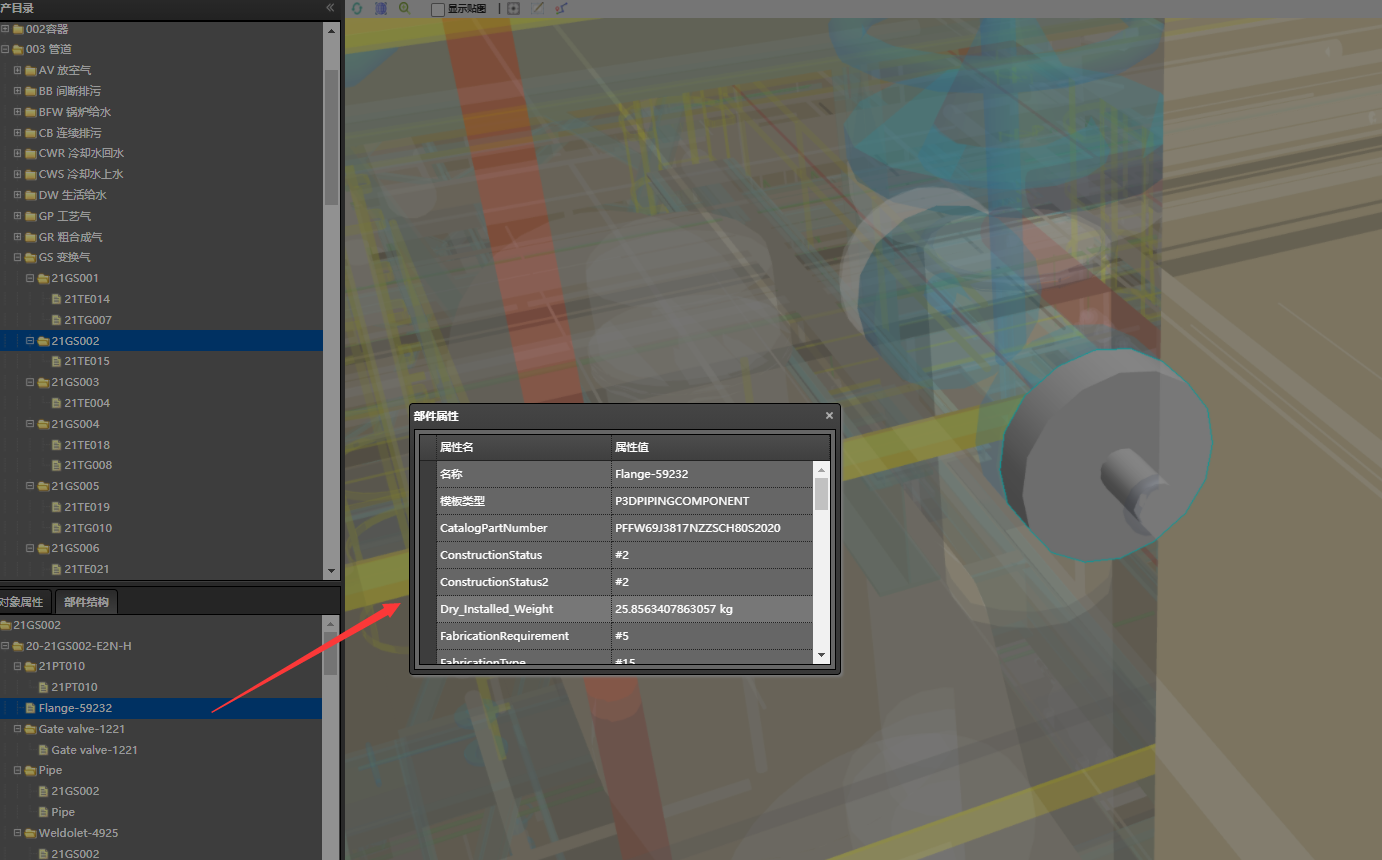 产目录
002容器
003 管道
AV 放空气
BB 间断排污
BFW 锅炉给水
CB 连续排污
CWR 冷却水回水
CWS 冷却水上水
DW 生活给水
GP 工艺气
GR 粗合成气
GS 变换气
21GS001
21TE014
21TG007
21GS002
21TE015
21GS003
21TE004
21GS004
21TE018
21TG008
21GS005
21TE019
21TG010
21GS006
21TE021
对象属性 部件结构
21GS002
20-21GS002-E2N-H
21PT010
21PT010
Flange-59232
Gate valve-1221
Gate valve-1221
Pipe
21GS002
Pipe
Weldolet-4925
21GS002
显示贴图
部件属性
属性名 属性值
名称 Flange-59232
模板类型 P3DPIPINGCOMPONENT
CatalogPartNumber PFFW69J3817NZZSCH80S2020
ConstructionStatus #2
ConstructionStatus2 #2
Dry_Installed_Weight 25.8563407863057 kg
FabricationRequirement #5
FabricationType #15